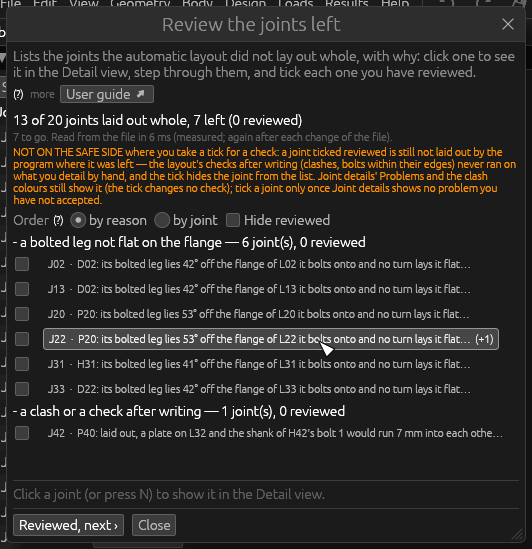 File Edit View Geometry Body Design Loads Results Help
Review the joints left
Lists the joints the automatic layout did not lay out whole, with why: click one to see
it in the Detail view, step through them, and tick each one you have reviewed.
(?) more User guide ↗
13 of 20 joints laid out whole, 7 left (0 reviewed)
7 to go. Read from the file in 6 ms (measured; again after each change of the file).
NOT ON THE SAFE SIDE where you take a tick for a check: a joint ticked reviewed is still not laid out by the
program where it was left — the layout's checks after writing (clashes, bolts within their edges) never ran on
what you detail by hand, and the tick hides the joint from the list. Joint details' Problems and the clash
colours still show it (the tick changes no check); tick a joint only once Joint details shows no problem you
have not accepted.
Order (?) by reason by joint Hide reviewed
- a bolted leg not flat on the flange — 6 joint(s), 0 reviewed
J02 · D02: its bolted leg lies 42° off the flange of L02 it bolts onto and no turn lays it flat…
J13 · D02: its bolted leg lies 42° off the flange of L13 it bolts onto and no turn lays it flat…
J20 · P20: its bolted leg lies 53° off the flange of L20 it bolts onto and no turn lays it flat…
J22 · P20: its bolted leg lies 53° off the flange of L22 it bolts onto and no turn lays it flat… (+1)
J31 · H31: its bolted leg lies 41° off the flange of L31 it bolts onto and no turn lays it flat…
J33 · D22: its bolted leg lies 42° off the flange of L33 it bolts onto and no turn lays it flat…
- a clash or a check after writing — 1 joint(s), 0 reviewed
J42 · P40: laid out, a plate on L32 and the shank of H42's bolt 1 would run 7 mm into each othe…
Click a joint (or press N) to show it in the Detail view.
Reviewed, next › Close